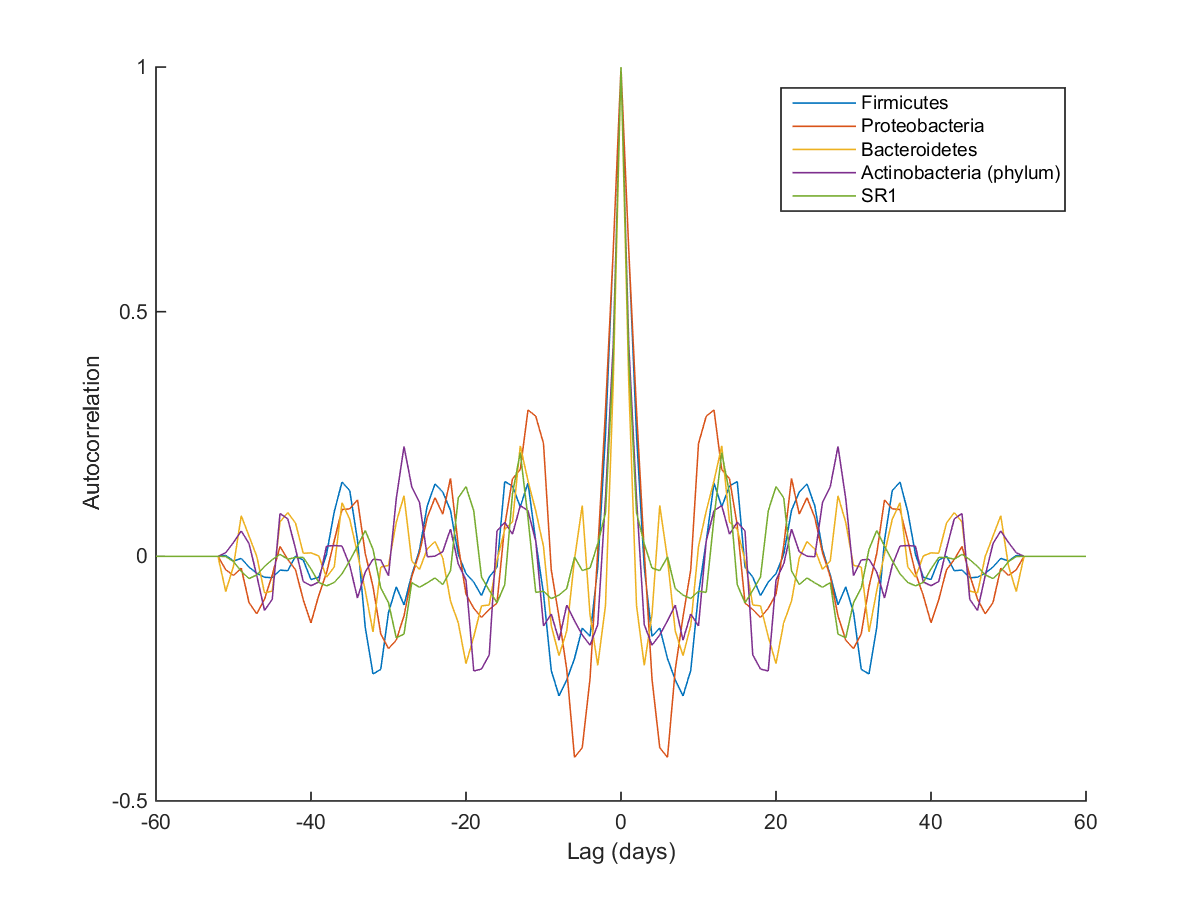 1
Firmicutes
Proteobacteria
Bacteroidetes
Actinobacteria (phylum)
SR1
0.5
Autocorrelation
0
-0.5
-60 -40 -20 0 20 40 60
Lag (days)